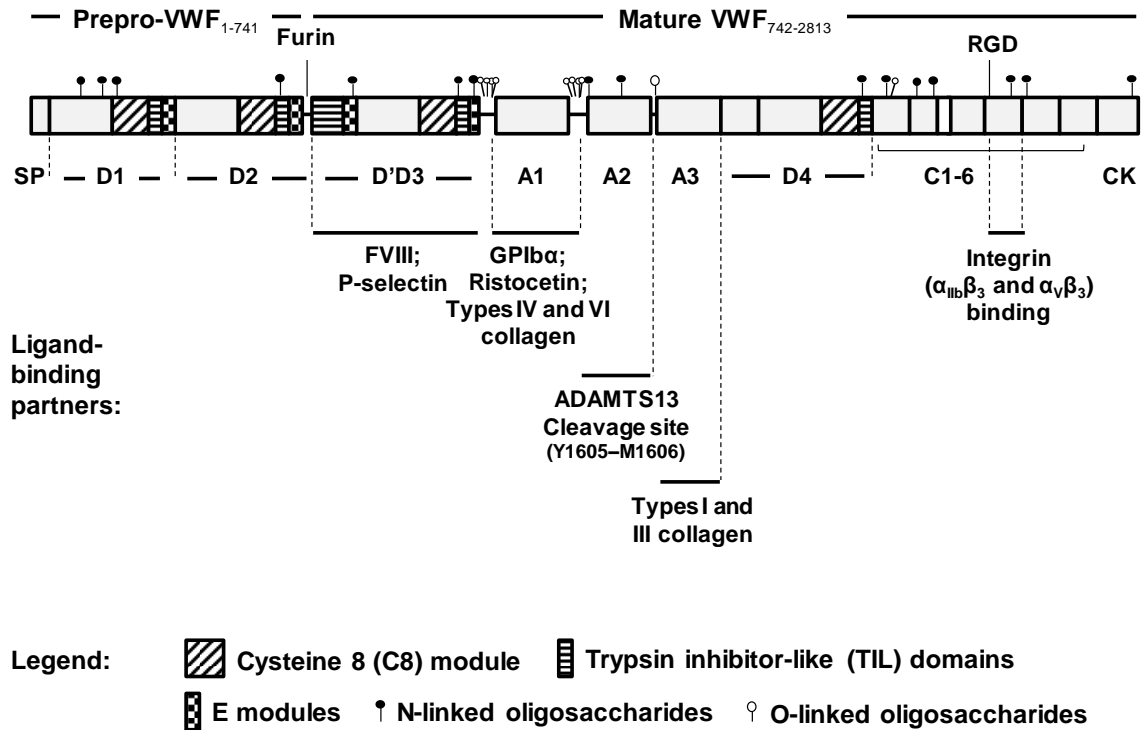 Prepro-VWF1-741
Mature VWF742-2813
Furin
RGD
SP
D1
D2
D'D3
A1
A2
A3
D4
C1-6
CK
FVIII;
P-selectin
GPIbα;
Ristocetin;
Types IV and VI
collagen
Integrin
(αIIbβ3 and αVβ3)
binding
Ligand-
binding
partners:
ADAMTS13
Cleavage site
(Y1605–M1606)
Types I and
III collagen
Legend:
Cysteine 8 (C8) module
Trypsin inhibitor-like (TIL) domains
E modules
N-linked oligosaccharides
O-linked oligosaccharides